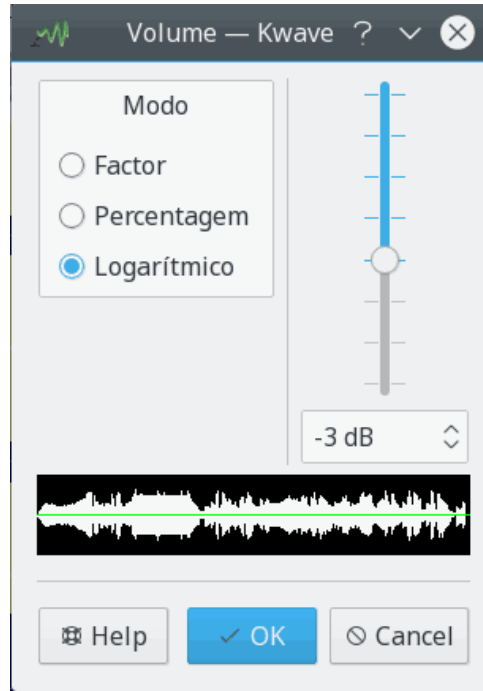 Volume — Kwave
Modo
Factor
Percentagem
Logarítmico
-3 dB
Help
OK
Cancel